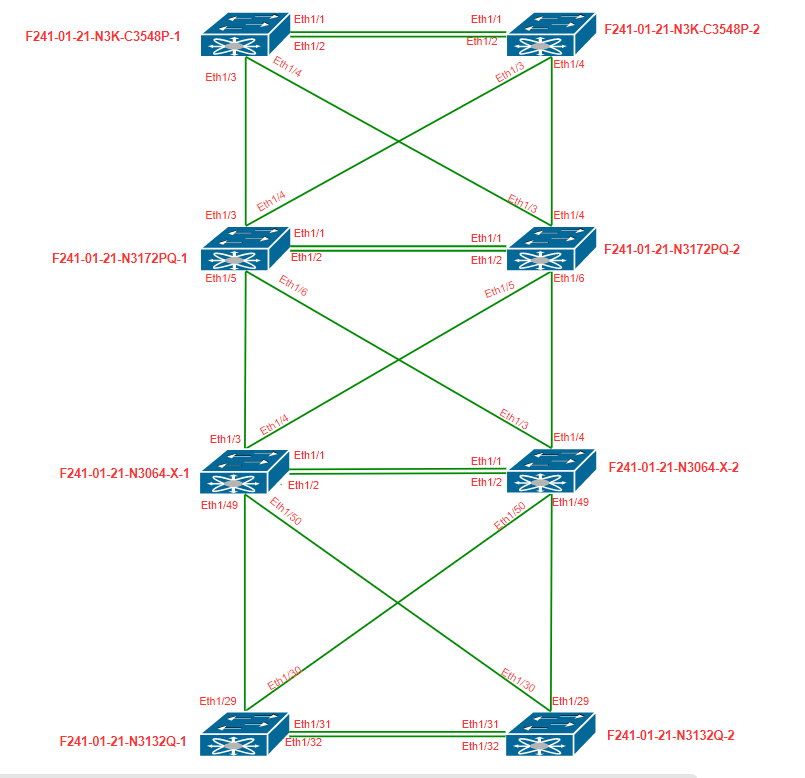 Eth1/1
Eth1/1
F241-01-21-N3K-C3548P-1
F241-01-21-N3K-C3548P-2
Eth1/2
Eth1/2
Eth1/3
Eth1/4
Eth1/3
Eth1/4
Eth1/3
Eth1/4
Eth1/3
Eth1/4
Eth1/1
Eth1/1
F241-01-21-N3172PQ-1
F241-01-21-N3172PQ-2
Eth1/2
Eth1/2
Eth1/5
Eth1/6
Eth1/5
Eth1/6
Eth1/3
Eth1/4
Eth1/3
Eth1/4
Eth1/1
Eth1/1
F241-01-21-N3064-X-1
F241-01-21-N3064-X-2
Eth1/2
Eth1/2
Eth1/49
Eth1/50
Eth1/50
Eth1/49
Eth1/29
Eth1/30
Eth1/30
Eth1/29
Eth1/31
Eth1/31
F241-01-21-N3132Q-1
F241-01-21-N3132Q-2
Eth1/32
Eth1/32